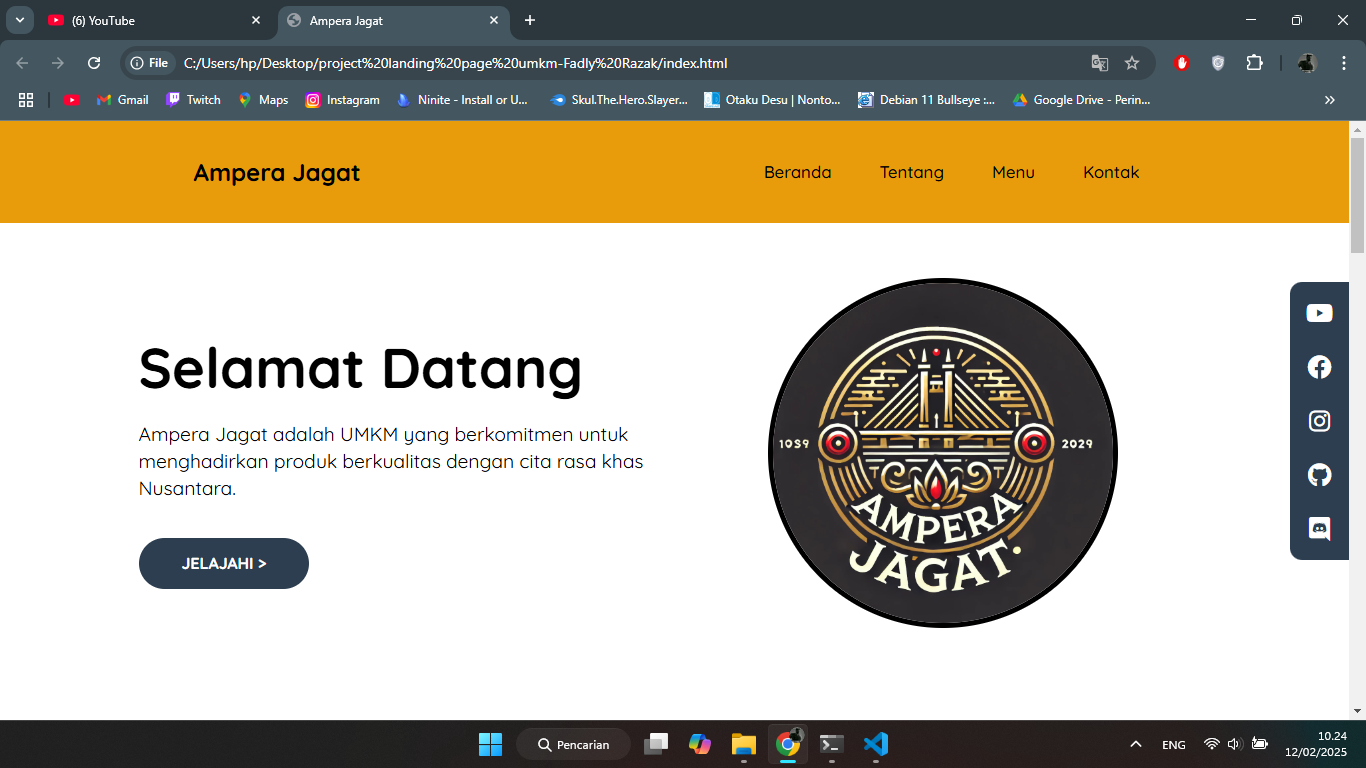 (6) YouTube
Ampera Jagat
File
C:/Users/hp/Desktop/project%20landing%20page%20umkm-Fadly%20Razak/index.html
Gmail
Twitch
Maps
Instagram
Ninite - Install or U...
Skul.The.Hero.Slayer...
Otaku Desu | Nonto...
Debian 11 Bullseye :...
Google Drive - Perin...
Ampera Jagat
Beranda
Tentang
Menu
Kontak
Selamat Datang
Ampera Jagat adalah UMKM yang berkomitmen untuk
menghadirkan produk berkualitas dengan cita rasa khas
Nusantara.
JELAJAHI >
1039
2029
AMPERA
JAGAT
Pencarian
ENG
10.24
12/02/2025